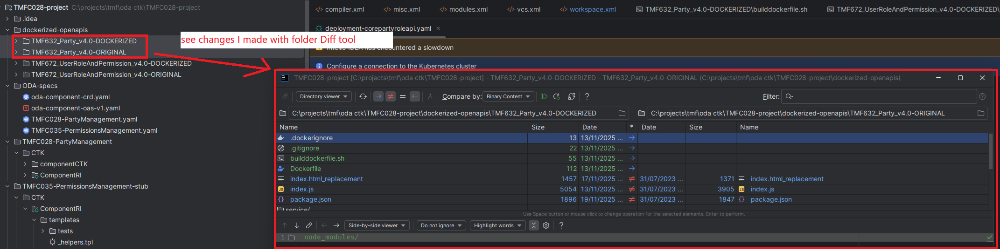 TMFC028-project C:\projects\tmf\oda ctk\TMFC028-project
.idea
dockerized-openapis
TMF632_Party_v4.0-DOCKERIZED
TMF632_Party_v4.0-ORIGINAL
TMF672_UserRoleAndPermission_v4.0-DOCKERIZED
TMF672_UserRoleAndPermission_v4.0-ORIGINAL
ODA-specs
oda-component-crd.yaml
oda-component-oas-v1.yaml
TMFC028-PartyManagement.yaml
TMFC035-PermissionsManagement.yaml
TMFC028-PartyManagement
CTK
componentCTK
ComponentRI
TMFC035-PermissionsManagement-stub
CTK
ComponentRI
templates
tests
_helpers.tpl
compiler.xml misc.xml modules.xml vcs.xml workspace.xml TMF632_Party_v4.0-DOCKERIZED\builddockerfile.sh TMF672_UserRoleAndPermission_v4.0-DOCKERIZED\
deployment-corepartyroleapi.yaml
see changes I made with folder Diff tool
IntelliJ IDEA has encountered a slowdown
Configure a connection to the Kubernetes cluster
TMFC028-project [C:\projects\tmf\oda ctk\TMFC028-project] - TMF632_Party_v4.0-DOCKERIZED - TMF632_Party_v4.0-ORIGINAL (C:\projects\tmf\oda ctk\TMFC028-project\dockerized-openapis)
Directory viewer Compare by: Binary Content ? Filter:
C:\projects\tmf\oda ctk\TMFC028-project\dockerized-openapis\TMF632_Party_v4.0-DOCKERIZED C:\projects\tmf\oda ctk\TMFC028-project\dockerized-openapis\TMF632_Party_v4.0-ORIGINAL
Name Size Date * Date Size Name
.dockerignore 13 13/11/2025 ...
.gitignore 22 13/11/2025 ...
builddockerfile.sh 55 13/11/2025 ...
Dockerfile 112 13/11/2025 ...
index.html_replacement 1457 17/11/2025 ... ≠ 31/07/2023 ... 1371 index.html_replacement
index.js 5054 13/11/2025 ... ≠ 31/07/2023 ... 3905 index.js
package.json 1896 19/11/2025 ... ≠ 31/07/2023 ... 1847 package.json
service/
Use Space button or mouse click to change operation for the selected elements. Enter to perform.
Side-by-side viewer Do not ignore Highlight words ?
1 node_modules/